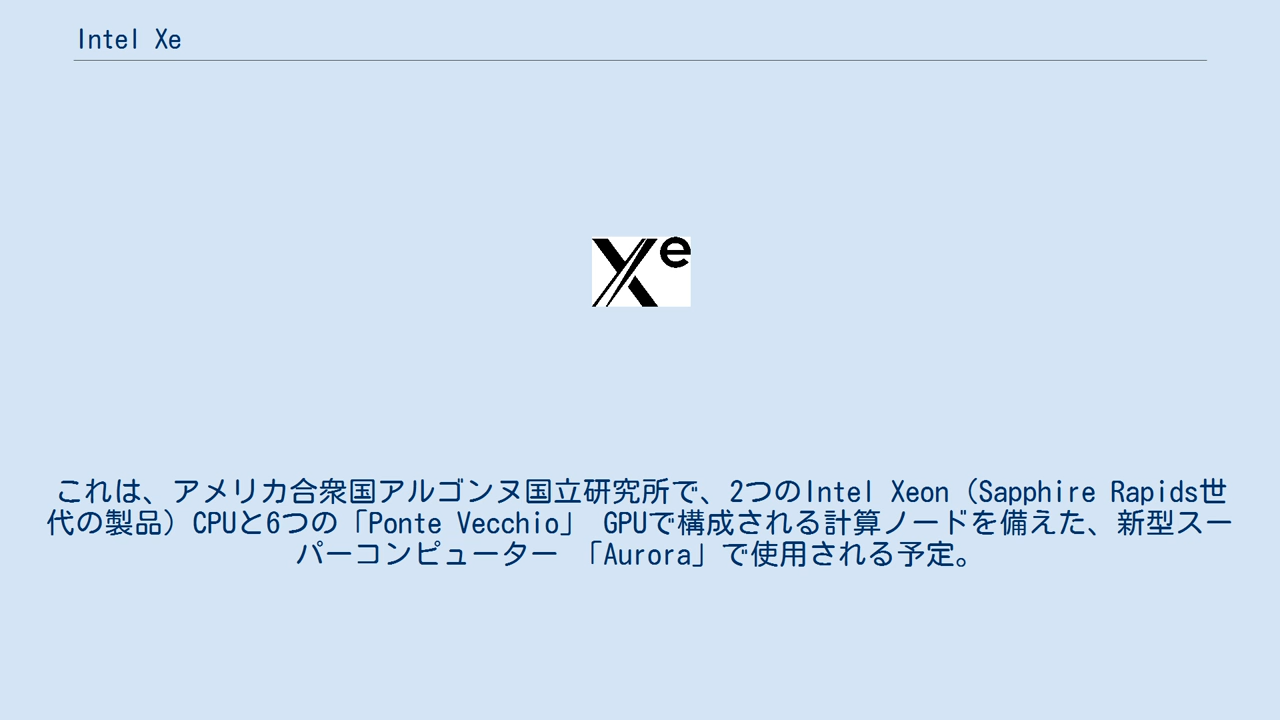 Intel Xe
Xe
これは、アメリカ合衆国アルゴンヌ国立研究所で、2つのIntel Xeon（Sapphire Rapids世
代の製品）CPUと6つの「Ponte Vecchio」 GPUで構成される計算ノードを備えた、新型スー
パーコンピューター 「Aurora」で使用される予定。